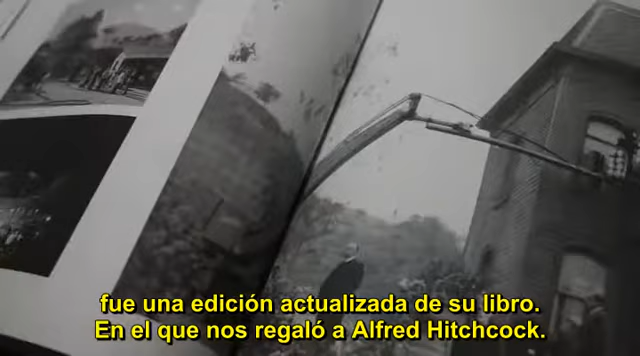 fue una edición actualizada de su libro.
En el que nos regaló a Alfred Hitchcock.